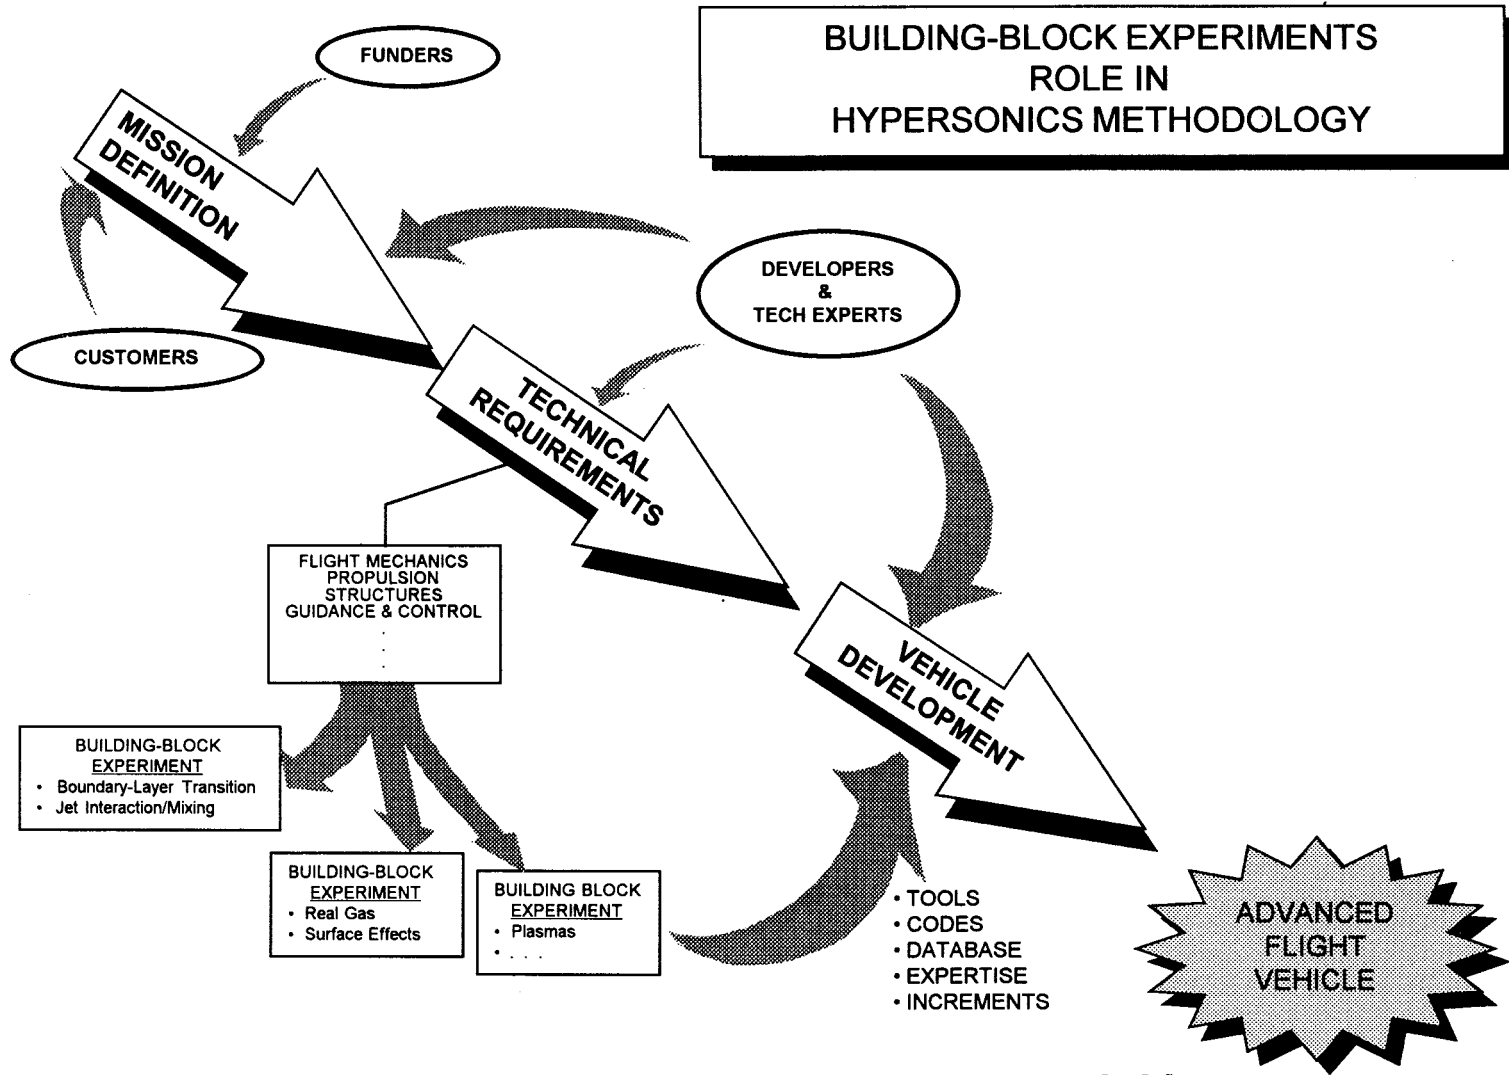 BUILDING-BLOCK EXPERIMENTS
ROLE IN
HYPERSONICS METHODOLOGY
FUNDERS
MISSION
DEFINITION
CUSTOMERS
DEVELOPERS
&
TECH EXPERTS
TECHNICAL
REQUIREMENTS
FLIGHT MECHANICS
PROPULSION
STRUCTURES
GUIDANCE & CONTROL
.
.
.
VEHICLE
DEVELOPMENT
BUILDING-BLOCK
EXPERIMENT
• Boundary-Layer Transition
• Jet Interaction/Mixing
BUILDING-BLOCK
EXPERIMENT
• Real Gas
• Surface Effects
BUILDING BLOCK
EXPERIMENT
• Plasmas
• . . .
• TOOLS
• CODES
• DATABASE
• EXPERTISE
• INCREMENTS
ADVANCED
FLIGHT
VEHICLE